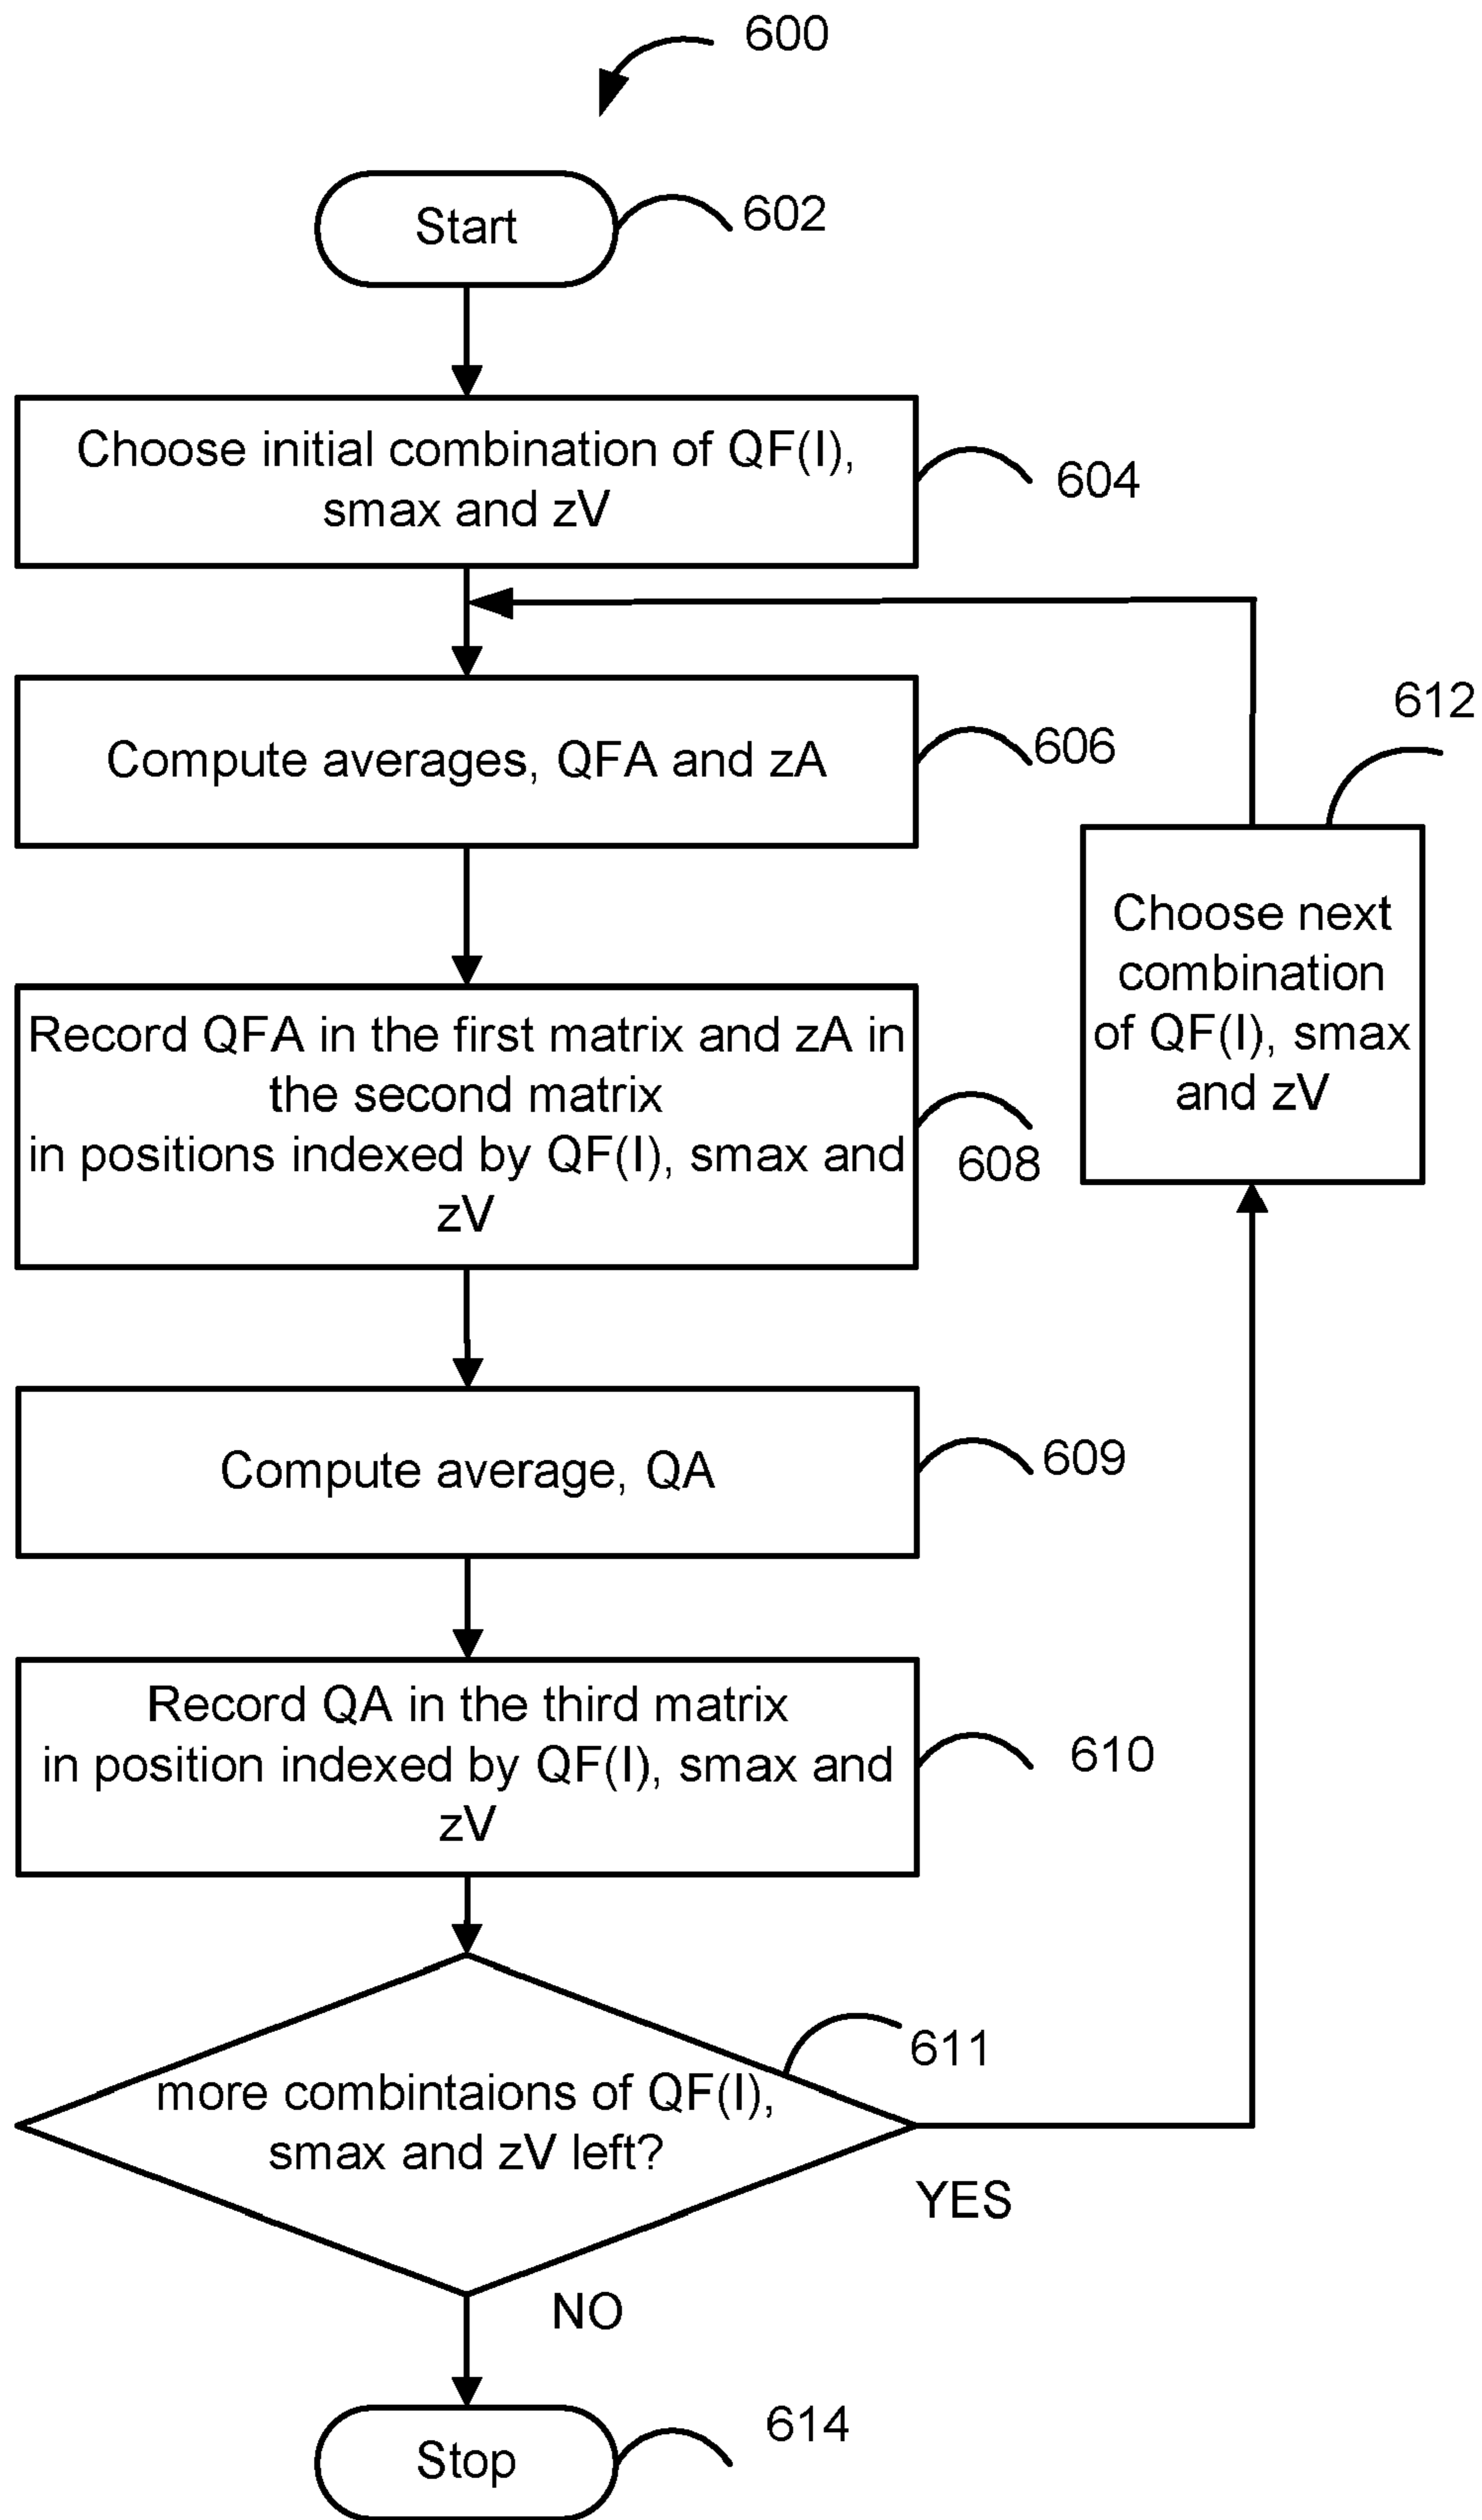 600
Start
602
Choose initial combination of QF(I),
smax and zV
604
Compute averages, QFA and zA
606
612
Choose next
combination
of QF(I), smax
and zV
Record QFA in the first matrix and zA in
the second matrix
in positions indexed by QF(I), smax and
zV
608
Compute average, QA
609
Record QA in the third matrix
in position indexed by QF(I), smax and
zV
610
611
more combintaions of QF(I),
smax and zV left?
YES
NO
Stop
614